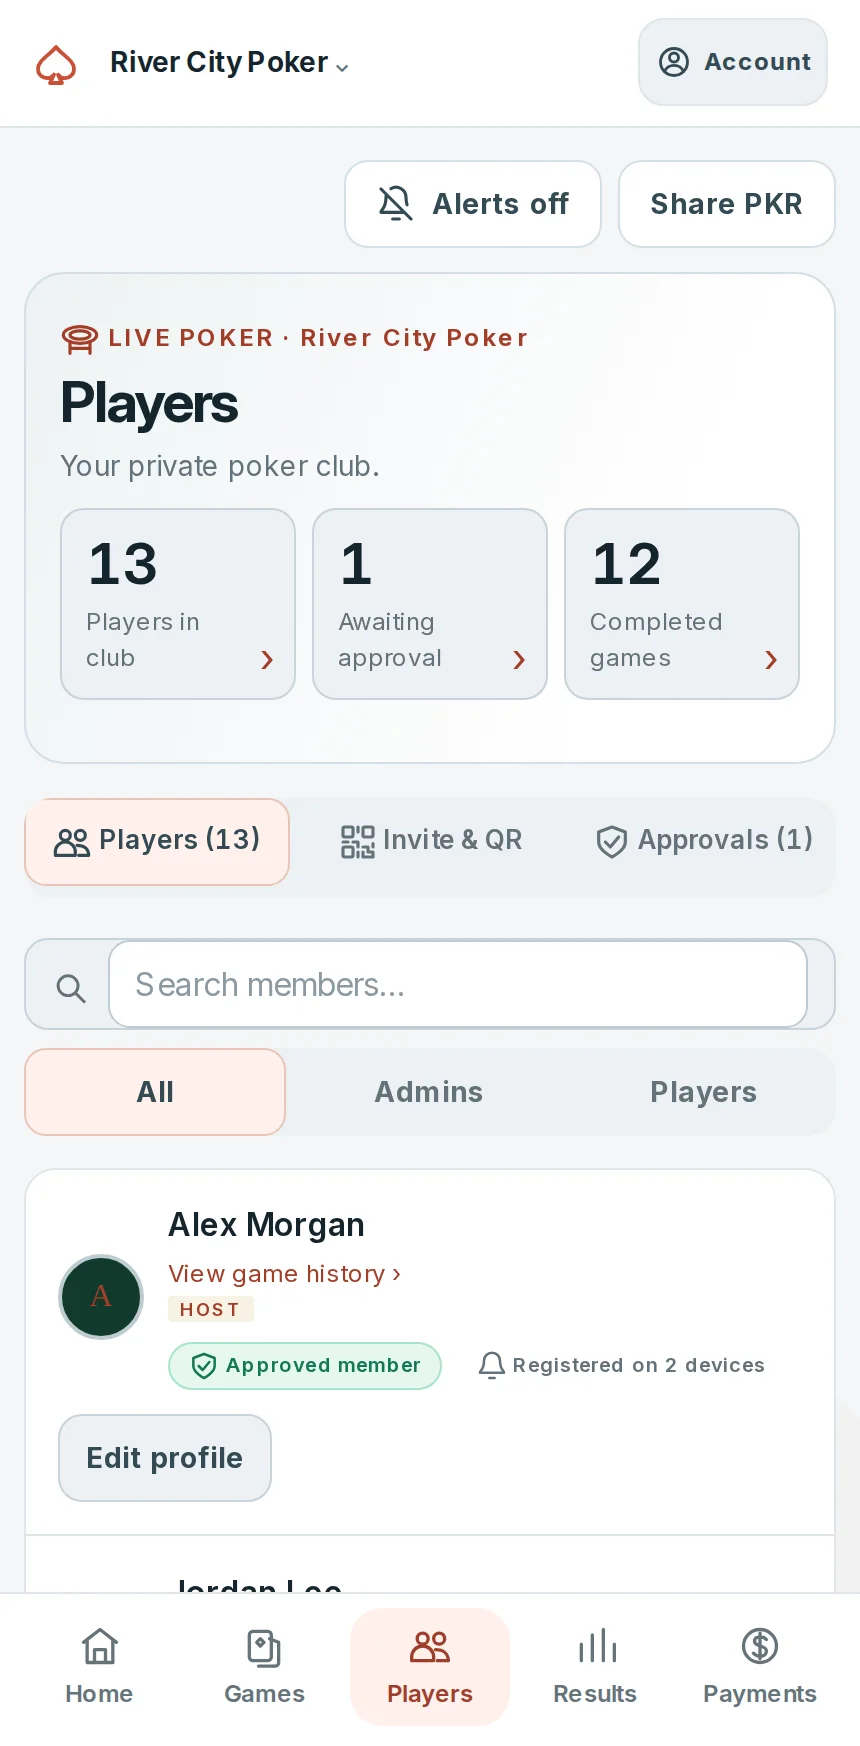 River City Poker
Account
Alerts off
Share PKR
LIVE POKER · River City Poker
Players
Your private poker club.
13
Players in
club
1
Awaiting
approval
12
Completed
games
Players (13)
Invite & QR
Approvals (1)
Search members...
All
Admins
Players
Alex Morgan
A
View game history ›
HOST
Approved member
Registered on 2 devices
Edit profile
Jordan Lee
Home
Games
Players
Results
Payments